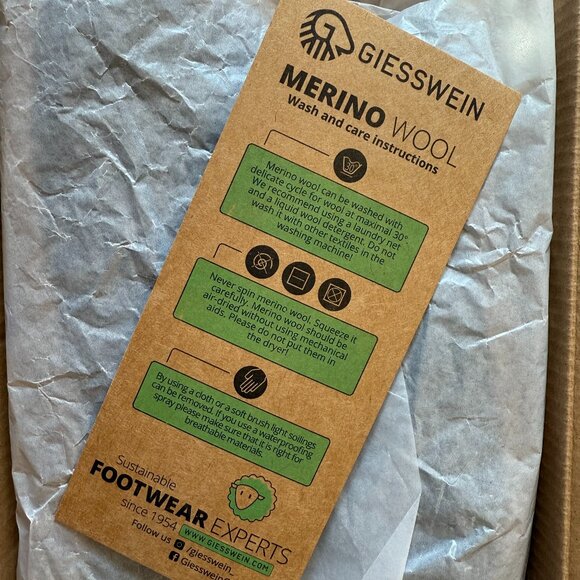 GIESSWEIN
MERINO WOOL
Wash and care instructions
30°
Merino wool can be washed with
delicate cycle for wool at maximal 30°
We recommend using a laundry net
and a liquid wool detergent. Do not
wash it with other textiles in the
washing machine!
Never spin merino wool. Squeeze it
carefully. Merino wool should be
air-dried without using mechanical
aids. Please do not put them in
the dryer!
By using a cloth or a soft brush light soilings
can be removed. If you use a waterproofing
spray please make sure that it is right for
breathable materials.
Sustainable
FOOTWEAR EXPERTS
since 1954
WWW.GIESSWEIN.COM
Follow us
/giesswein_